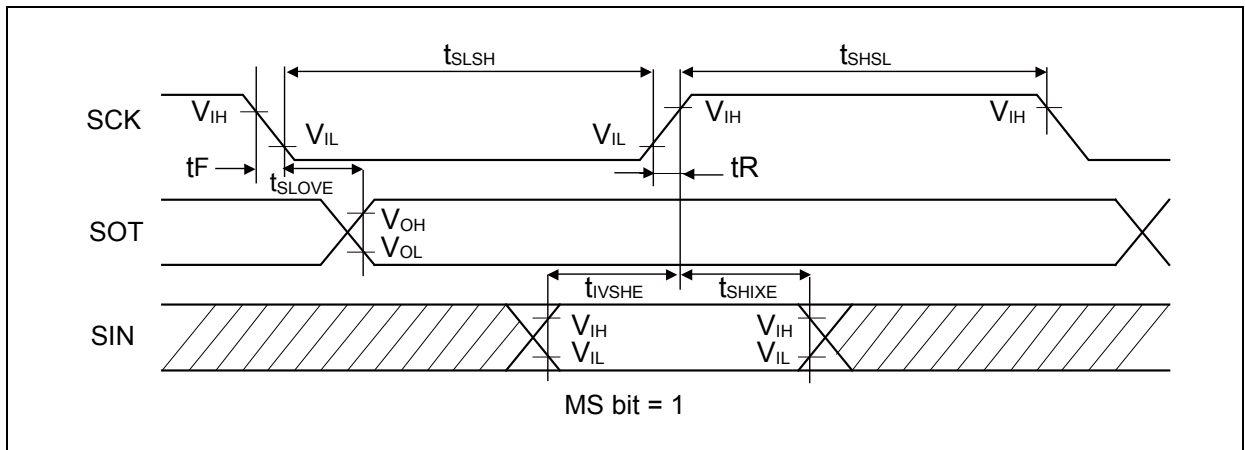 tSLSH
tSHSL
SCK
VIH
VIL
VIL
VIH
VIH
tF
tSLOVE
tR
SOT
VOH
VOL
tIVSHE
tSHIXE
SIN
VIH
VIL
VIH
VIL
MS bit = 1